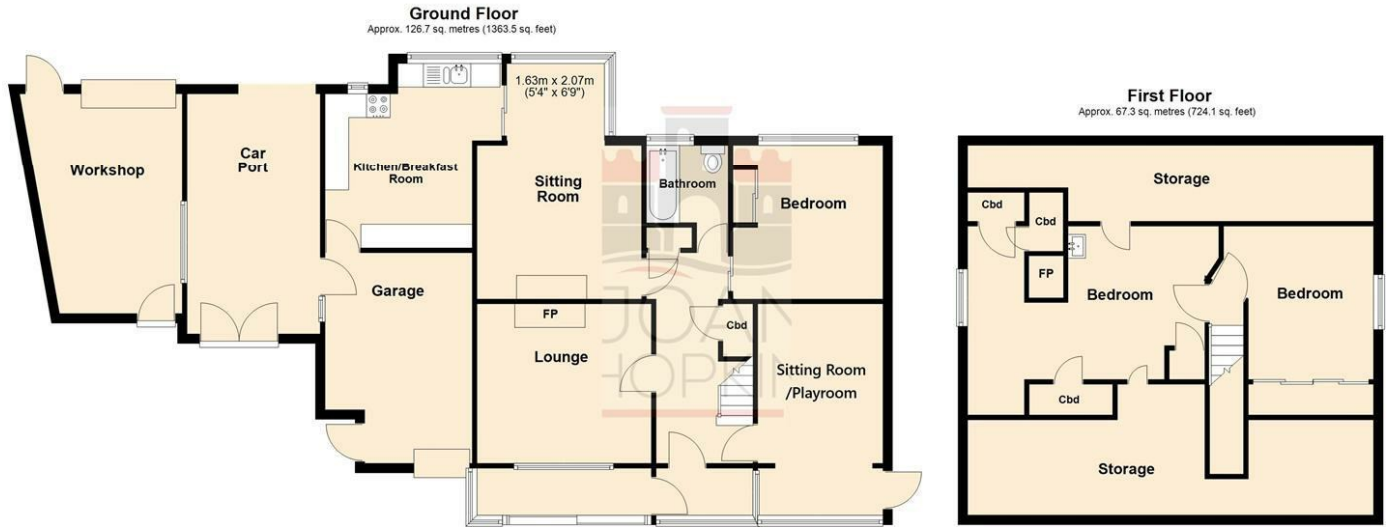 Ground Floor
Approx. 126.7 sq. metres (1363.5 sq. feet)
First Floor
Approx. 67.3 sq. metres (724.1 sq. feet)
1.63m x 2.07m
(5'4" x 6'9")
Workshop
Car
Port
Kitchen/Breakfast
Room
Sitting
Room
Bathroom
Bedroom
Garage
FP
Lounge
Cbd
Sitting Room
/Playroom
JOAN
HOPKIN
Storage
Cbd
Cbd
FP
Bedroom
Bedroom
Cbd
Storage